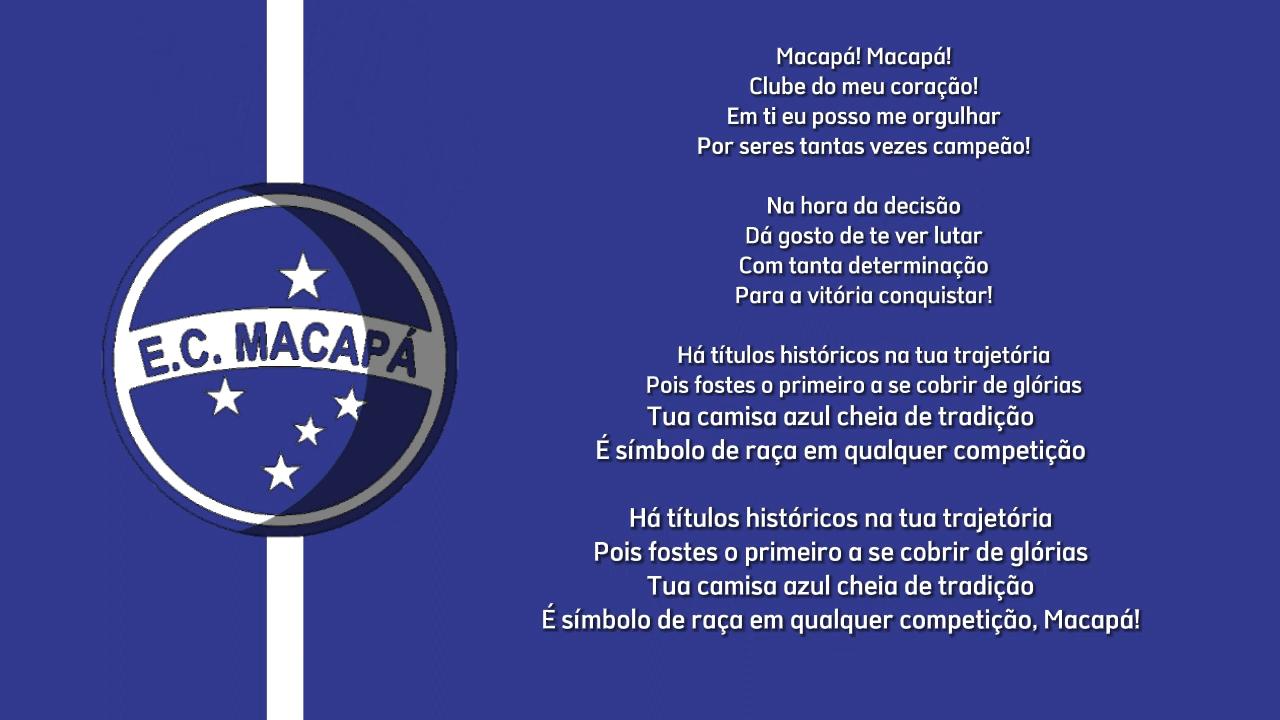 E.C. MACAPÁ
Macapá! Macapá!
Clube do meu coração!
Em ti eu posso me orgulhar
Por seres tantas vezes campeão!
Na hora da decisão
Dá gosto de te ver lutar
Com tanta determinação
Para a vitória conquistar!
Há títulos históricos na tua trajetória
Pois fostes o primeiro a se cobrir de glórias
Tua camisa azul cheia de tradição
É símbolo de raça em qualquer competição
Há títulos históricos na tua trajetória
Pois fostes o primeiro a se cobrir de glórias
Tua camisa azul cheia de tradição
É símbolo de raça em qualquer competição, Macapá!